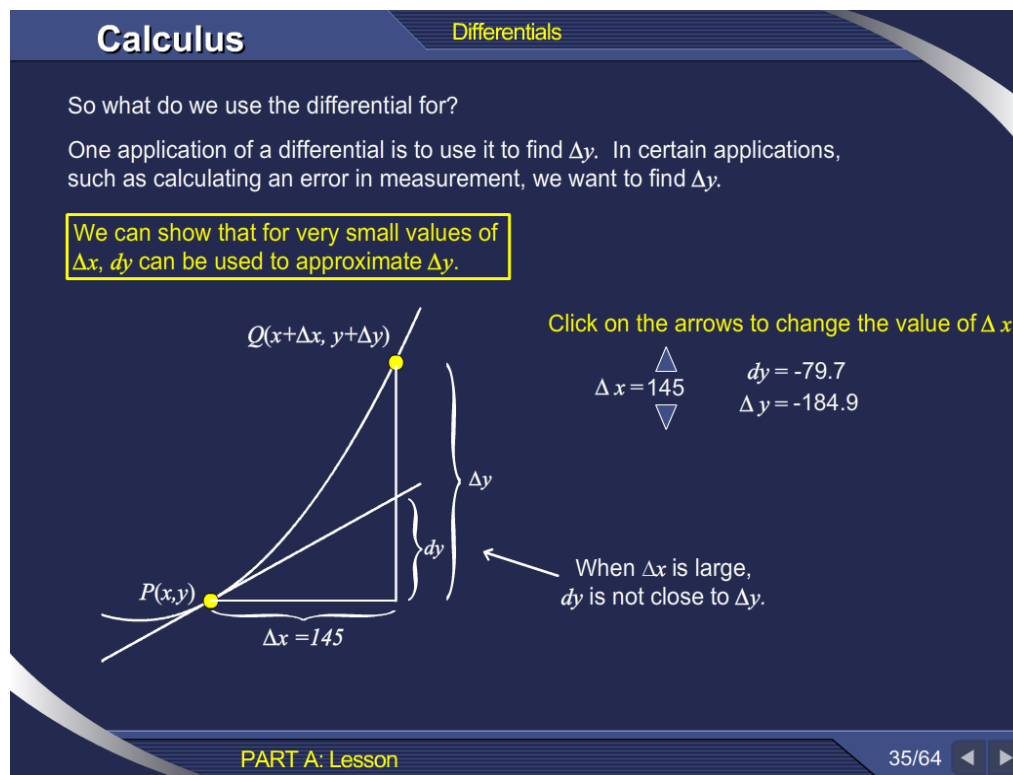 Calculus
Differentials
So what do we use the differential for?
One application of a differential is to use it to find Δy. In certain applications,
such as calculating an error in measurement, we want to find Δy.
We can show that for very small values of
Δx, dy can be used to approximate Δy.
Q(x+Δx, y+Δy)
Click on the arrows to change the value of Δ x
Δ x = 145
dy = -79.7
Δ y = -184.9
Δy
dy
When Δx is large,
dy is not close to Δy.
P(x,y)
Δx =145
PART A: Lesson
35/64